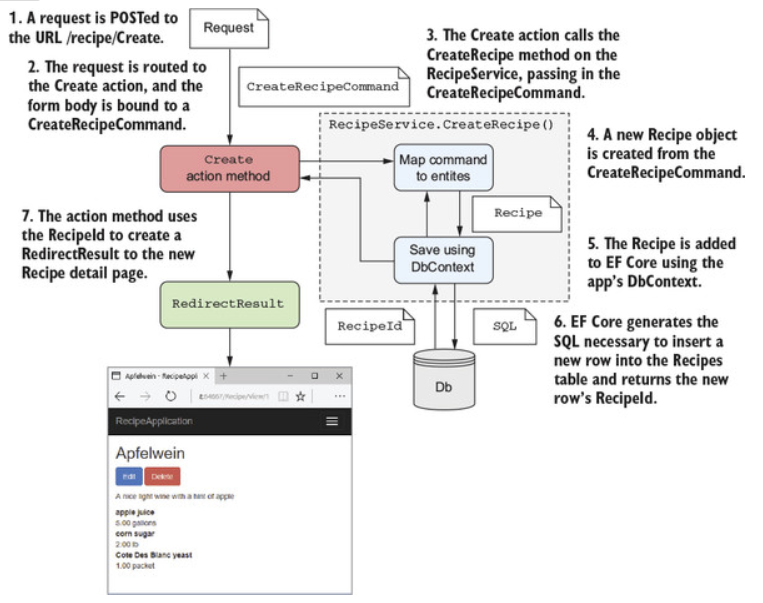 1. A request is POSTed to
the URL /recipe/Create.
Request
2. The request is routed to
the Create action, and the
form body is bound to a
CreateRecipeCommand.
CreateRecipeCommand
3. The Create action calls the
CreateRecipe method on the
RecipeService, passing in the
CreateRecipeCommand.
RecipeService.CreateRecipe()
Create
action method
Map command
to entites
4. A new Recipe object
is created from the
CreateRecipeCommand.
Recipe
7. The action method uses
the RecipeId to create a
RedirectResult to the new
Recipe detail page.
Save using
DbContext
5. The Recipe is added
to EF Core using the
app's DbContext.
RedirectResult
RecipeId
SQL
6. EF Core generates the
SQL necessary to insert a
new row into the Recipes
table and returns the new
row's RecipeId.
Db
Apfelwein - RecipeAppli
RecipeApplication
Apfelwein
Edit
Delete
A nice light wine with a hint of apple
apple juice
5.00 gallons
corn sugar
2.00 lb
Cote Des Blanc yeast
1.00 packet